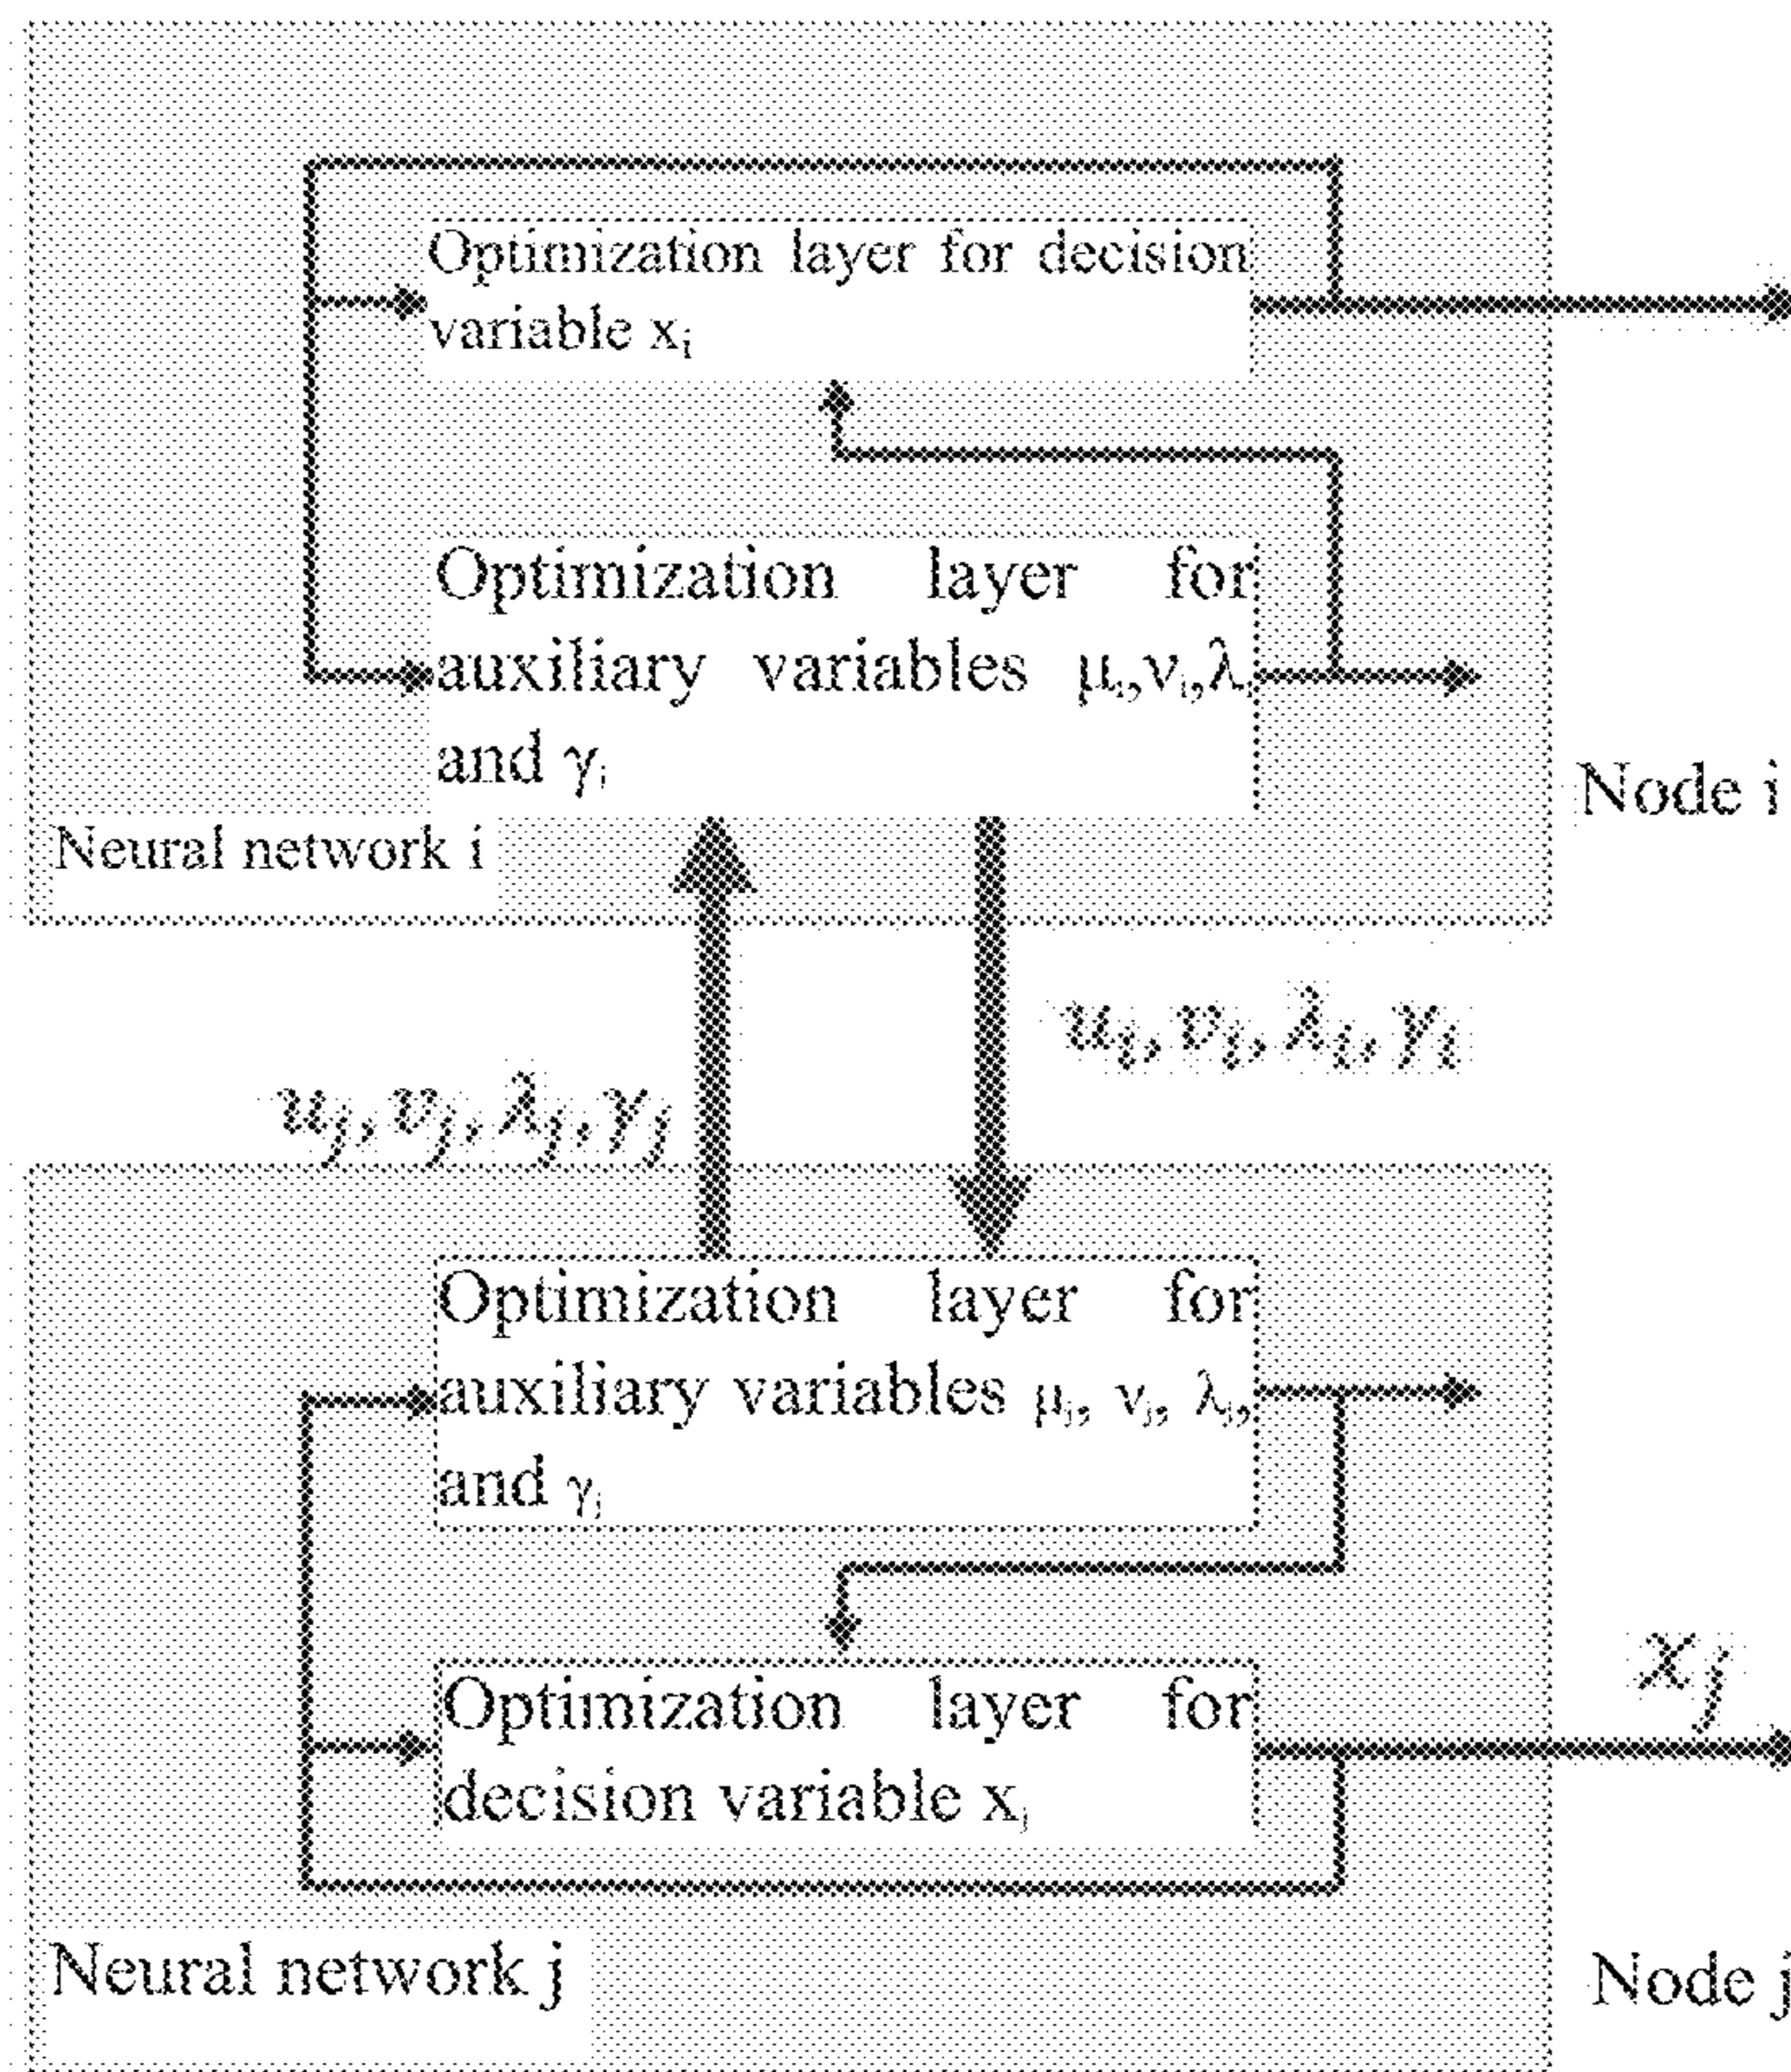 Optimization layer for decision
variable xᵢ
Optimization layer for
auxiliary variables μᵢ,νᵢ,λᵢ
and γᵢ
Node i
Neural network i
uᵢ, vᵢ, λᵢ, γᵢ
uⱼ, vⱼ, λⱼ, γⱼ
Optimization layer for
auxiliary variables μⱼ, νⱼ, λⱼ,
and γⱼ
xⱼ
Optimization layer for
decision variable xⱼ
Neural network j
Node j